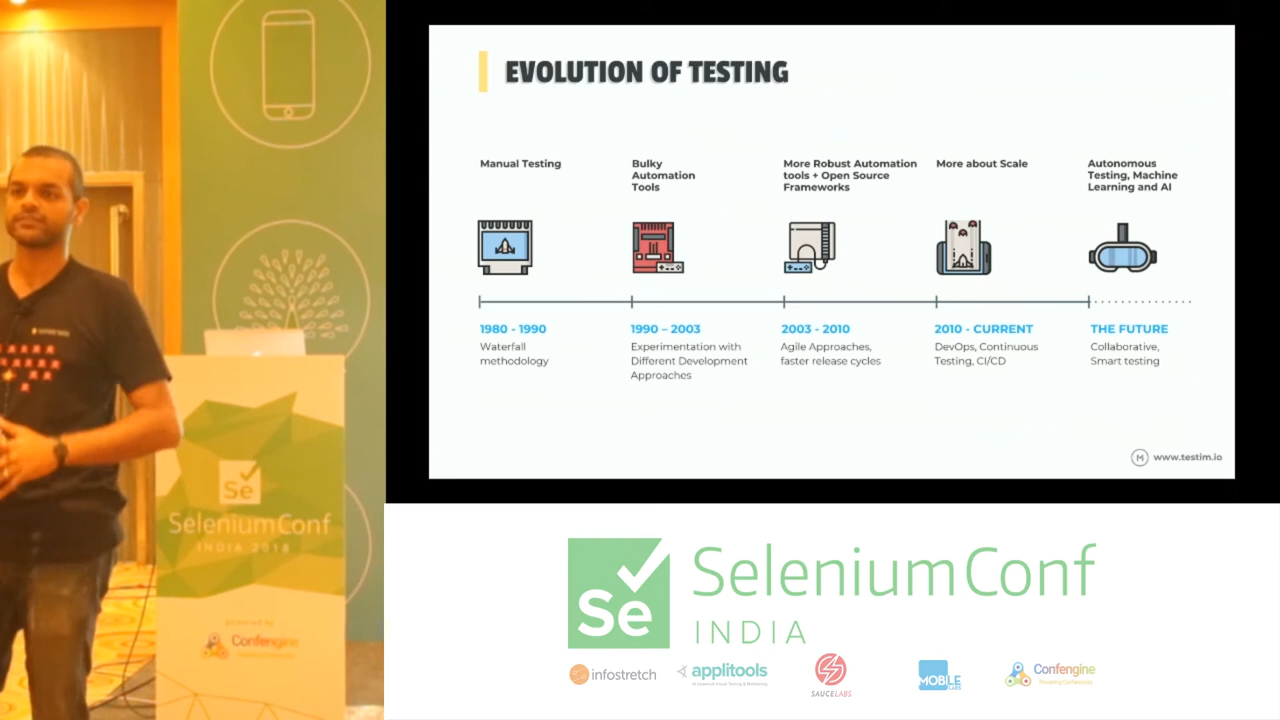 EVOLUTION OF TESTING
Manual Testing
Bulky
Automation
Tools
More Robust Automation
tools + Open Source
Frameworks
More about Scale
Autonomous
Testing, Machine
Learning and AI
1980 - 1990
Waterfall
methodology
1990 – 2003
Experimentation with
Different Development
Approaches
2003 - 2010
Agile Approaches,
faster release cycles
2010 - CURRENT
DevOps, Continuous
Testing, CI/CD
THE FUTURE
Collaborative,
Smart testing
M www.testim.io
Se
SeleniumConf
INDIA 2018
powered by
Confengine
Se
SeleniumConf
INDIA
infostretch
applitools
SAUCELABS
MOBILE
LABS
Confengine